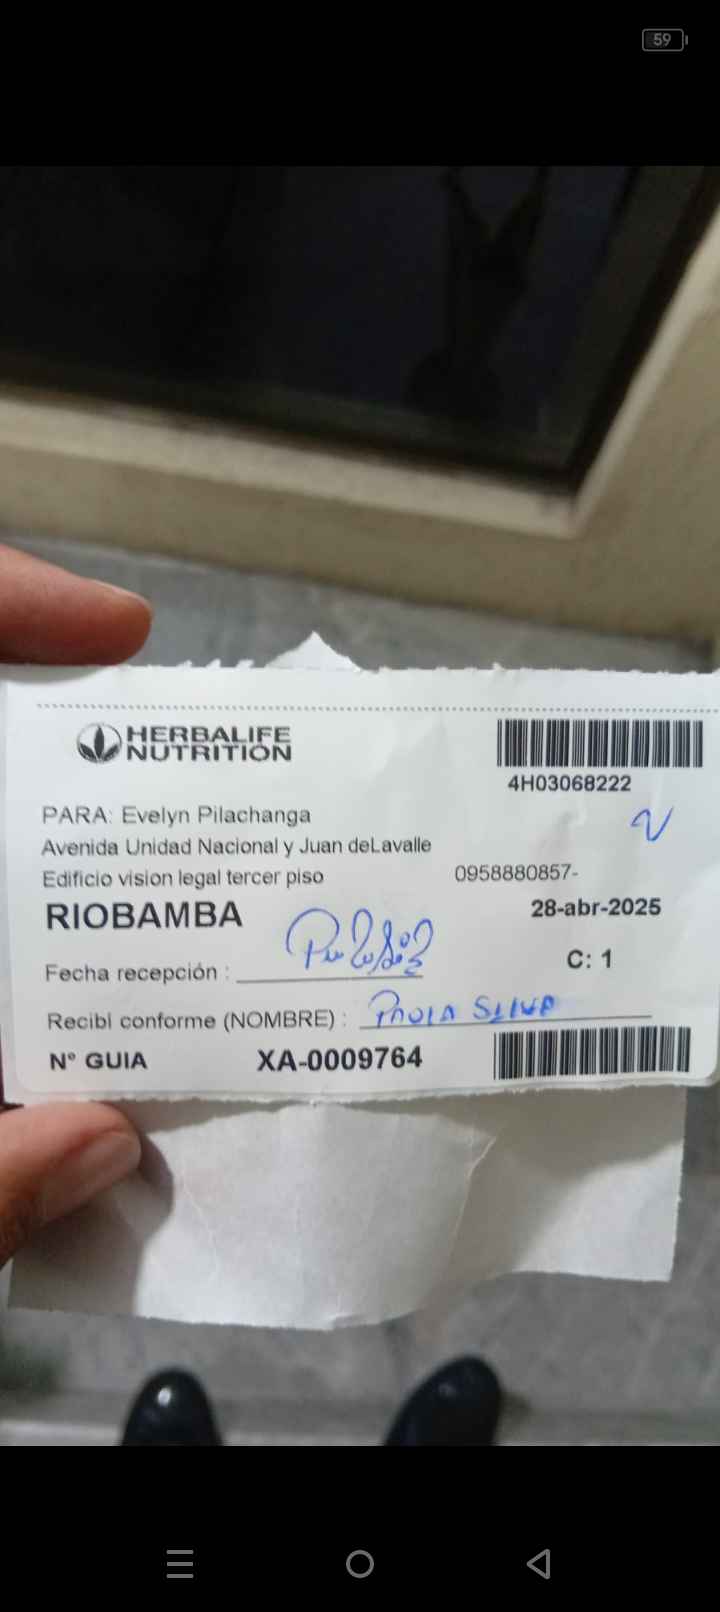 59
HERBALIFE
NUTRITION
4H03068222
PARA: Evelyn Pilachanga
Avenida Unidad Nacional y Juan deLavalle
Edificio vision legal tercer piso
0958880857-
RIOBAMBA
28-abr-2025
Fecha recepción :
C: 1
Recibi conforme (NOMBRE) : Paola Silva
N° GUIA XA-0009764